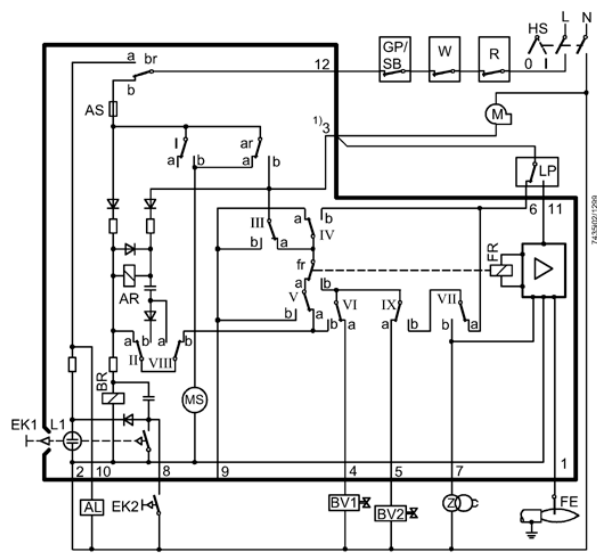 HS L N
GP/ SB W R
0 I
a br
b
12
AS
M
1) 3
I ar
a b a b
LP
6 11
III a b IV
b a
fr
FR
AR
a
V VI IX VII
b a b a a b b a
a b a b
II VIII
BR
MS
EK1 L1
2 10 8 9 4 5 7 1
AL EK2 BV1 BV2 Z FE
743502/1299